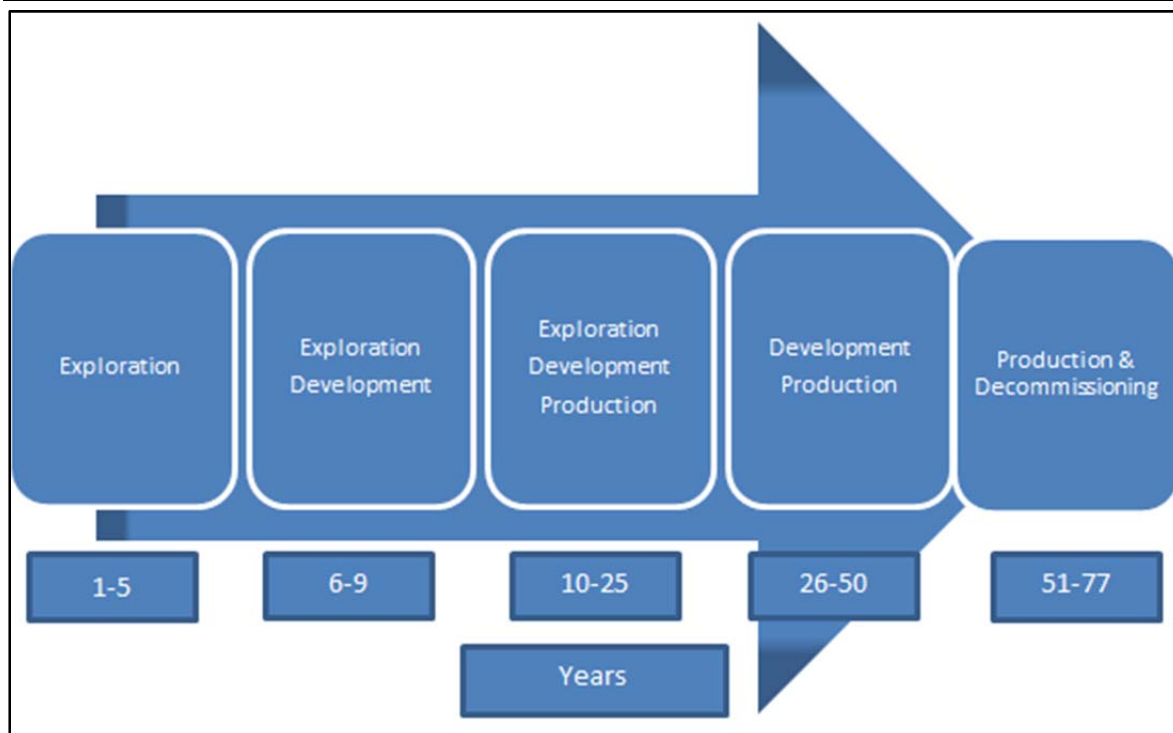 Exploration
Exploration
Development
Exploration
Development
Production
Development
Production
Production &
Decommissioning
1-5
6-9
10-25
26-50
51-77
Years